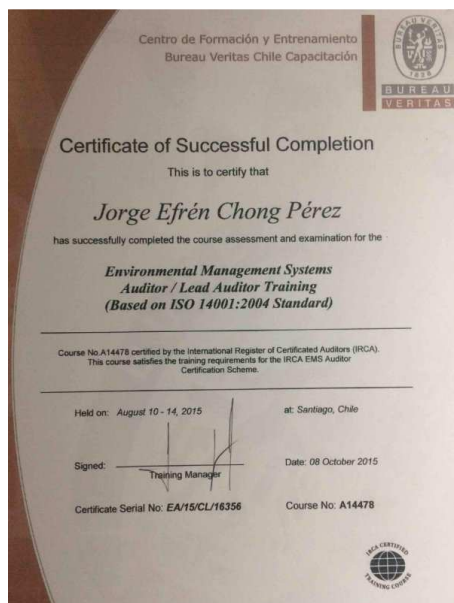 Centro de Formación y Entrenamiento
Bureau Veritas Chile Capacitación
BUREAU VERITAS
1828
BUREAU
VERITAS
Certificate of Successful Completion
This is to certify that
Jorge Efrén Chong Pérez
has successfully completed the course assessment and examination for the
Environmental Management Systems
Auditor / Lead Auditor Training
(Based on ISO 14001:2004 Standard)
Course No.A14478 certified by the International Register of Certificated Auditors (IRCA).
This course satisfies the training requirements for the IRCA EMS Auditor
Certification Scheme.
Held on: August 10 - 14, 2015 at: Santiago, Chile
Signed: Date: 08 October 2015
Training Manager
Certificate Serial No: EA/15/CL/16356 Course No: A14478
IRCA CERTIFIED
TRAINING COURSE